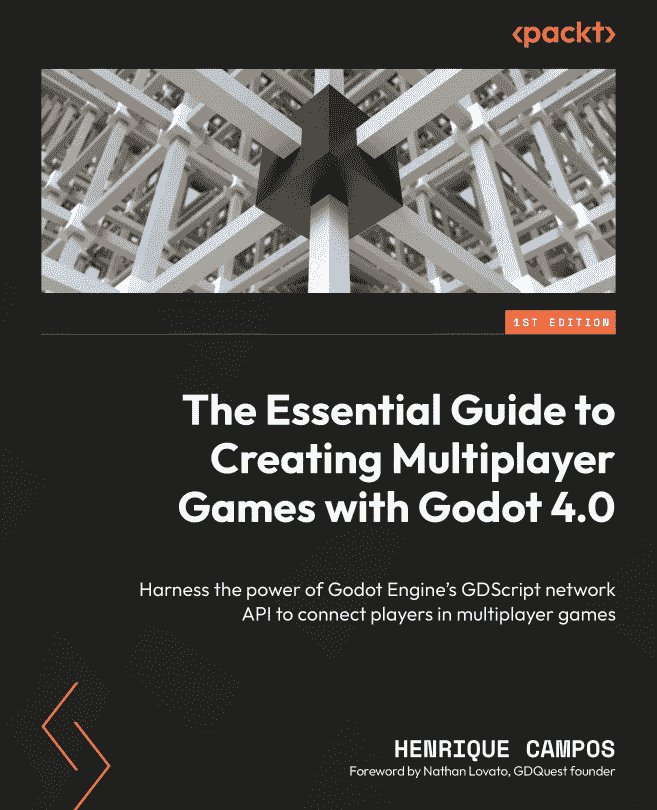 <packt>
1ST EDITION
The Essential Guide to
Creating Multiplayer
Games with Godot 4.0
Harness the power of Godot Engine's GDScript network
API to connect players in multiplayer games
HENRIQUE CAMPOS
Foreword by Nathan Lovato, GDQuest founder